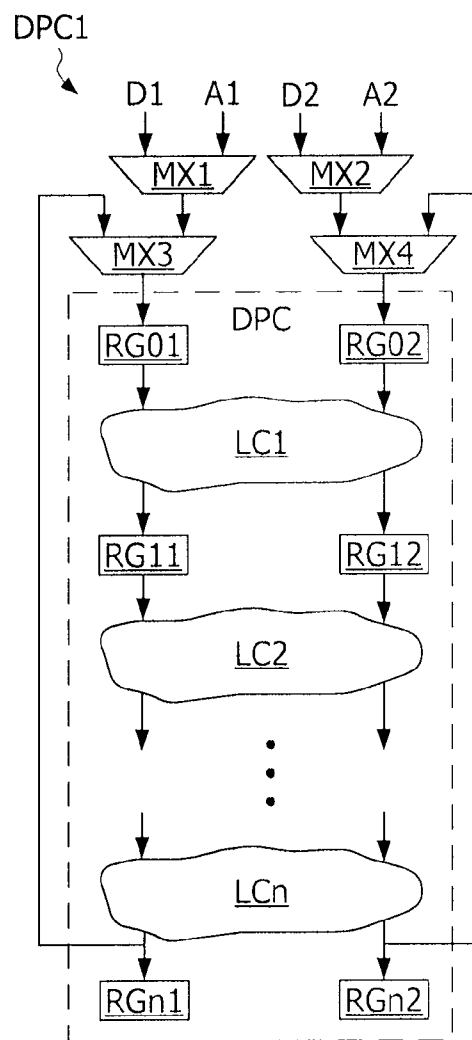 DPC1
D1 A1 D2 A2
MX1 MX2
MX3 MX4
DPC
RG01 RG02
LC1
RG11 RG12
LC2
LCn
RGn1 RGn2